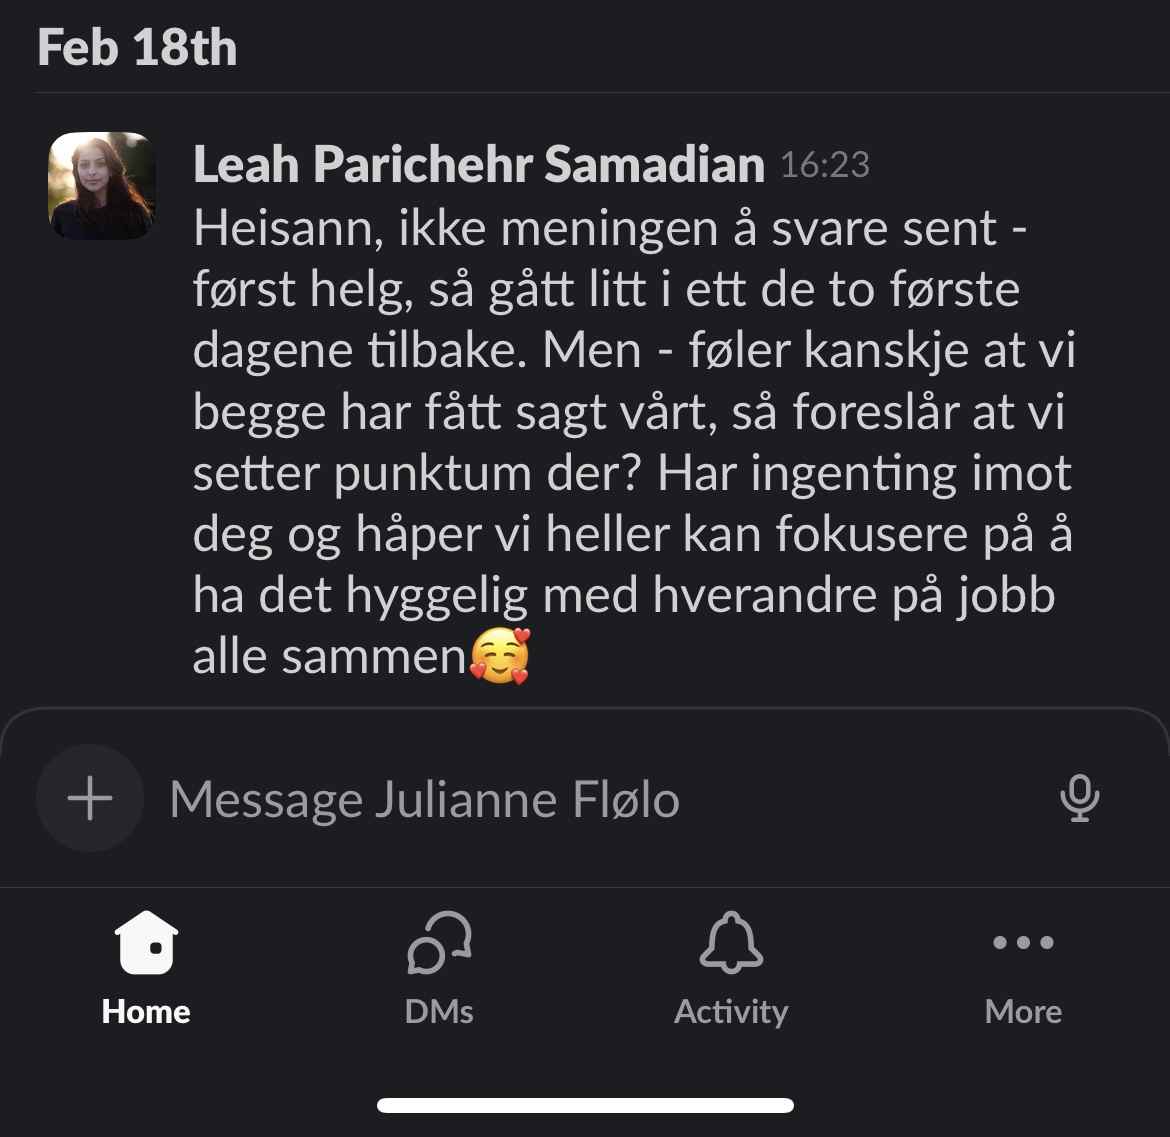 Feb 18th
Leah Parichehr Samadian 16:23
Heisann, ikke meningen å svare sent -
først helg, så gått litt i ett de to første
dagene tilbake. Men - føler kanskje at vi
begge har fått sagt vårt, så foreslår at vi
setter punktum der? Har ingenting imot
deg og håper vi heller kan fokusere på å
ha det hyggelig med hverandre på jobb
alle sammen🥰
Message Julianne Flølo
Home DMs Activity More